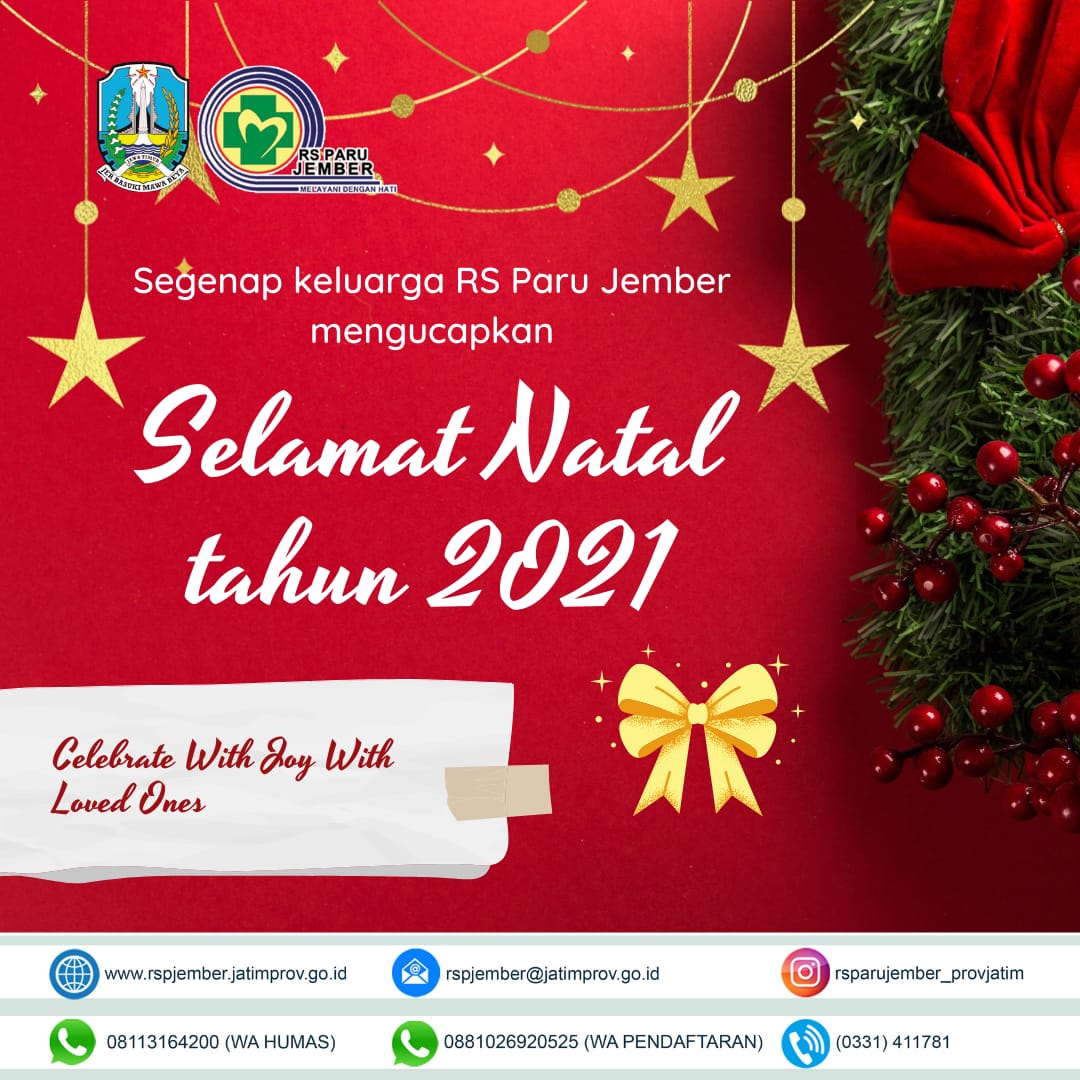 JAWA TIMUR
JER BASUKI MAWA BEYA
RS PARU
JEMBER
MELAYANI DENGAN HATI
Segenap keluarga RS Paru Jember
mengucapkan
Selamat Natal
tahun 2021
Celebrate With Joy With
Loved Ones
www.rspjember.jatimprov.go.id
rspjember@jatimprov.go.id
rsparujember_provjatim
08113164200 (WA HUMAS)
0881026920525 (WA PENDAFTARAN)
(0331) 411781